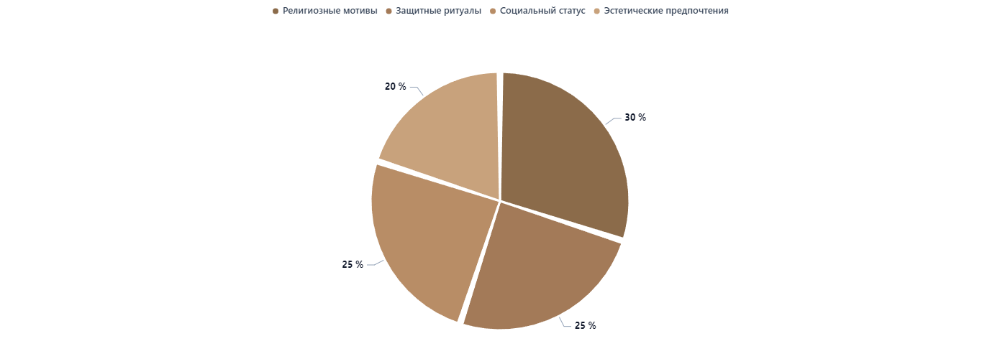 Религиозные мотивы Защитные ритуалы Социальный статус Эстетические предпочтения
20 %
30 %
25 %
25 %